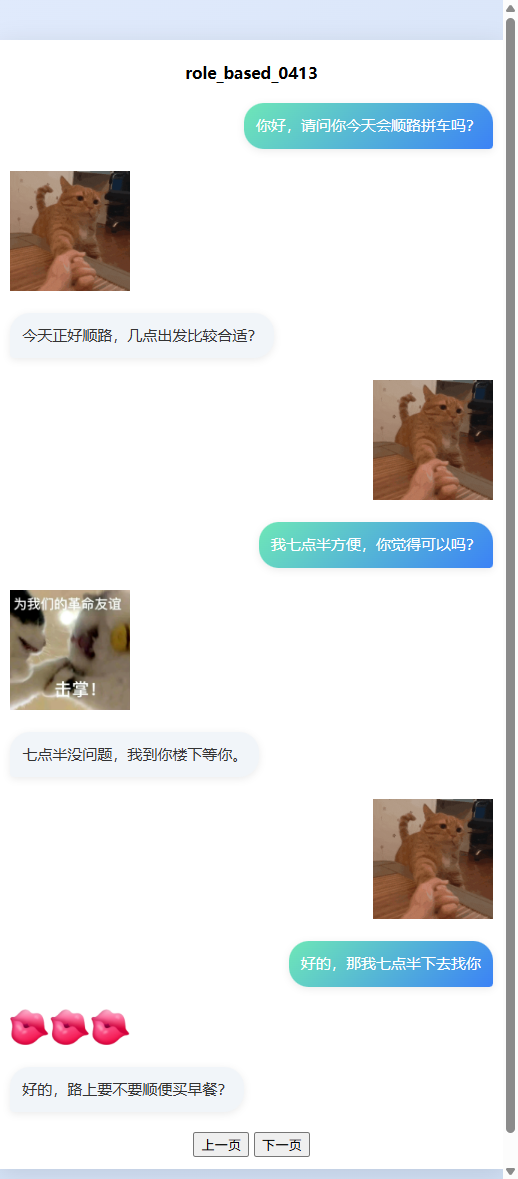 role_based_0413
你好，请问你今天会顺路拼车吗？
今天正好顺路，几点出发比较合适？
我七点半方便，你觉得可以吗？
为我们的革命友谊
击掌！
七点半没问题，我到你楼下等你。
好的，那我七点半下去找你
好的，路上要不要顺便买早餐？
上一页 下一页